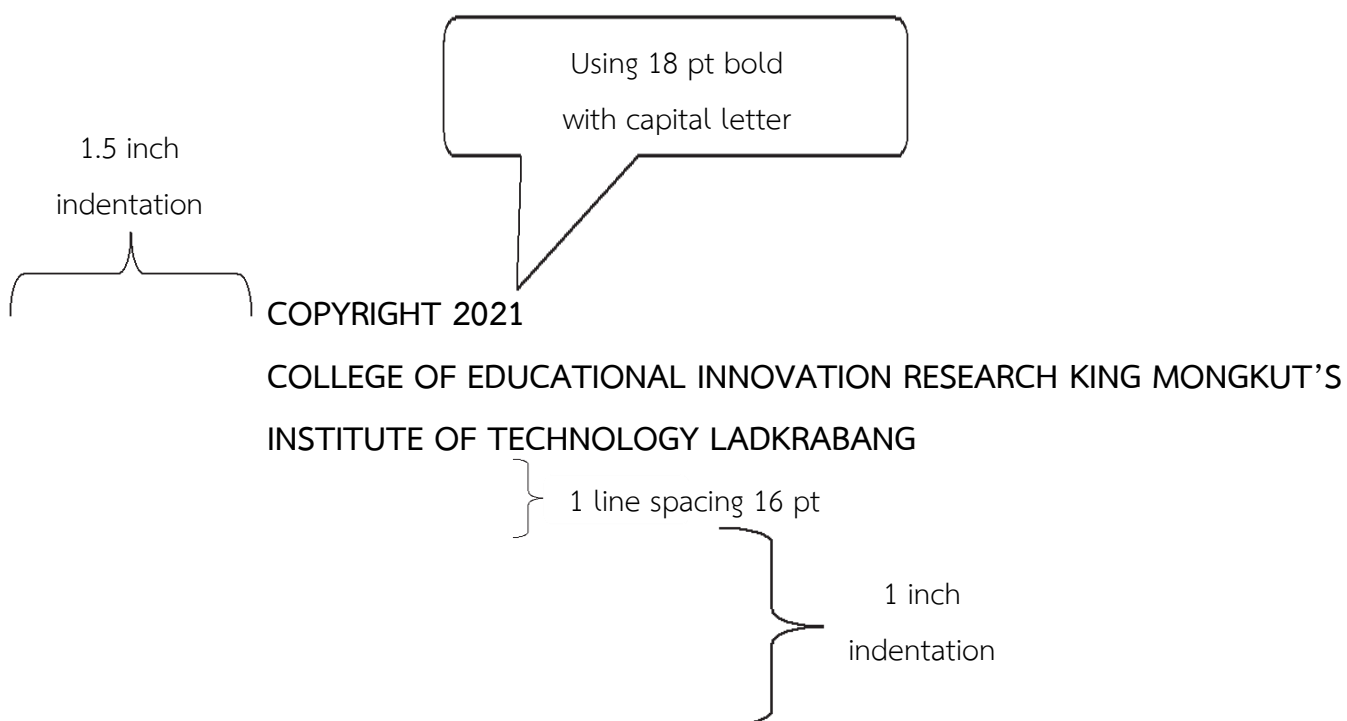 Using 18 pt bold
with capital letter
1.5 inch
indentation
COPYRIGHT 2021
COLLEGE OF EDUCATIONAL INNOVATION RESEARCH KING MONGKUT’S
INSTITUTE OF TECHNOLOGY LADKRABANG
1 line spacing 16 pt
1 inch
indentation